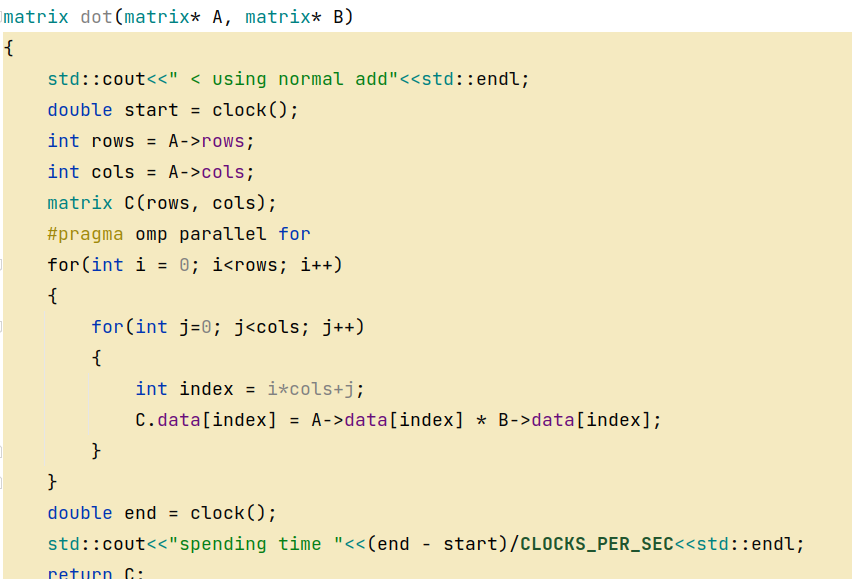 matrix dot(matrix* A, matrix* B)
{
    std::cout<<" < using normal add"<<std::endl;
    double start = clock();
    int rows = A->rows;
    int cols = A->cols;
    matrix C(rows, cols);
    #pragma omp parallel for
    for(int i = 0; i<rows; i++)
    {
        for(int j=0; j<cols; j++)
        {
            int index = i*cols+j;
            C.data[index] = A->data[index] * B->data[index];
        }
    }
    double end = clock();
    std::cout<<"spending time "<<(end - start)/CLOCKS_PER_SEC<<std::endl;
    return C;